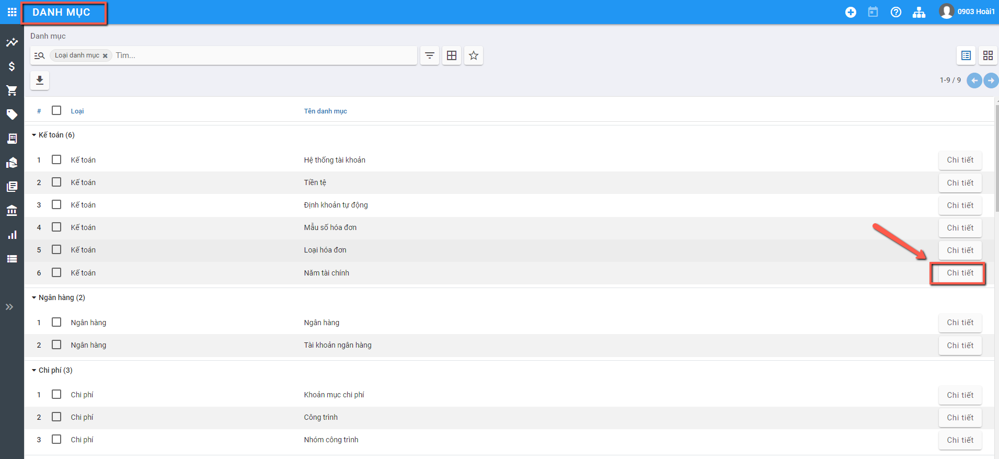 DANH MỤC
0903 Hoài1
Danh mục
Loại danh mục × Tìm...
1-9 / 9
# Loại Tên danh mục
Kế toán (6)
1 Kế toán Hệ thống tài khoản Chi tiết
2 Kế toán Tiền tệ Chi tiết
3 Kế toán Định khoản tự động Chi tiết
4 Kế toán Mẫu số hóa đơn Chi tiết
5 Kế toán Loại hóa đơn Chi tiết
6 Kế toán Năm tài chính Chi tiết
Ngân hàng (2)
1 Ngân hàng Ngân hàng Chi tiết
2 Ngân hàng Tài khoản ngân hàng Chi tiết
Chi phí (3)
1 Chi phí Khoản mục chi phí Chi tiết
2 Chi phí Công trình Chi tiết
3 Chi phí Nhóm công trình Chi tiết